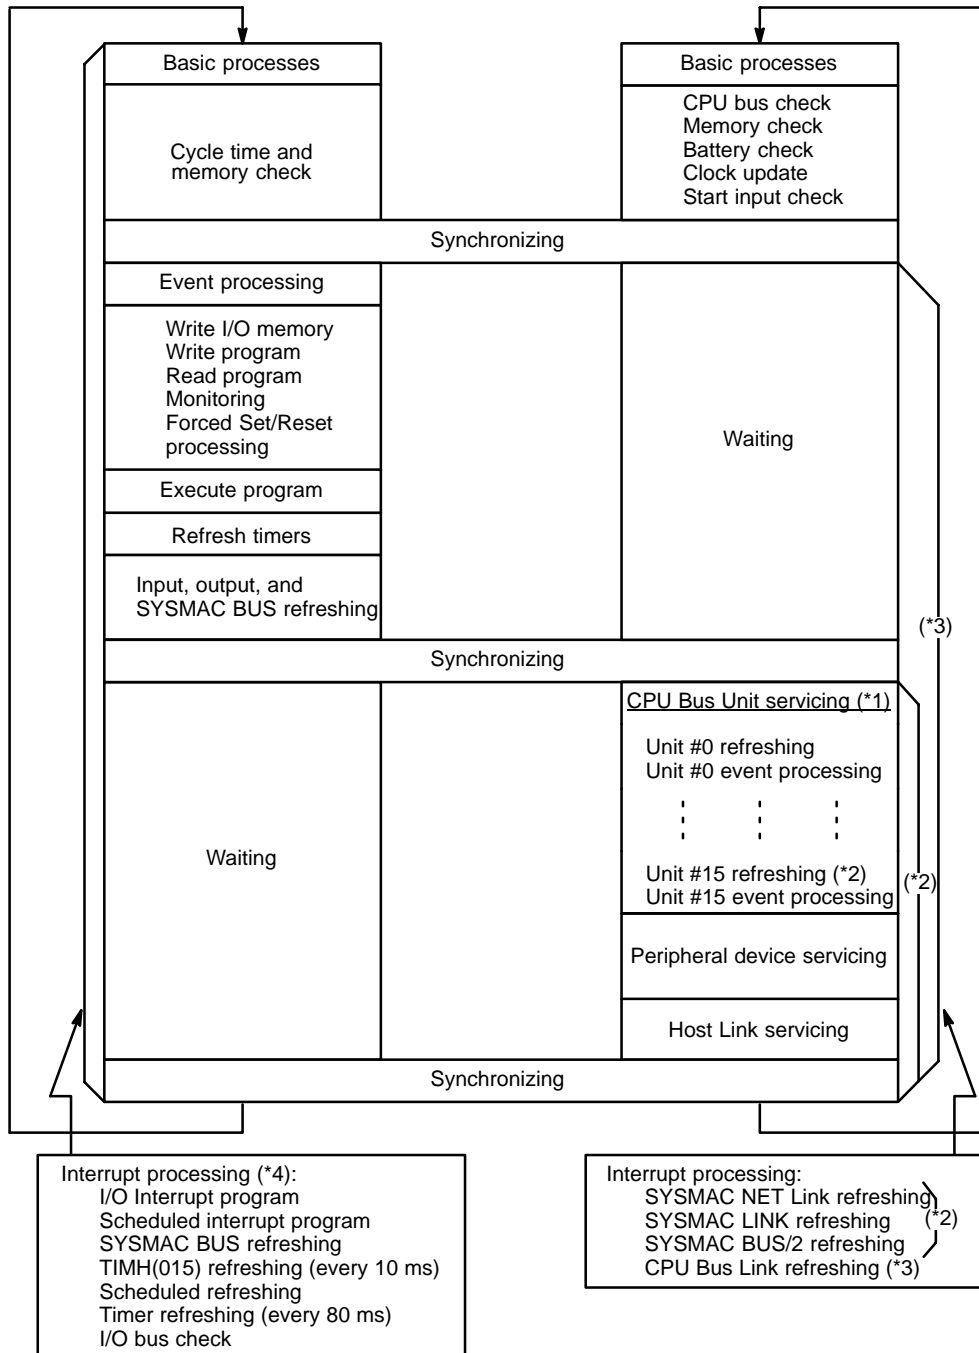 Basic processes
Basic processes
Cycle time and
memory check
CPU bus check
Memory check
Battery check
Clock update
Start input check
Synchronizing
Event processing
Write I/O memory
Write program
Read program
Monitoring
Forced Set/Reset
processing
Waiting
Execute program
Refresh timers
Input, output, and
SYSMAC BUS refreshing
(*3)
Synchronizing
CPU Bus Unit servicing (*1)
Unit #0 refreshing
Unit #0 event processing
Waiting
Unit #15 refreshing (*2)
Unit #15 event processing
(*2)
Peripheral device servicing
Host Link servicing
Synchronizing
Interrupt processing (*4):
I/O Interrupt program
Scheduled interrupt program
SYSMAC BUS refreshing
TIMH(015) refreshing (every 10 ms)
Scheduled refreshing
Timer refreshing (every 80 ms)
I/O bus check
Interrupt processing:
SYSMAC NET Link refreshing
SYSMAC LINK refreshing
(*2)
SYSMAC BUS/2 refreshing
CPU Bus Link refreshing (*3)